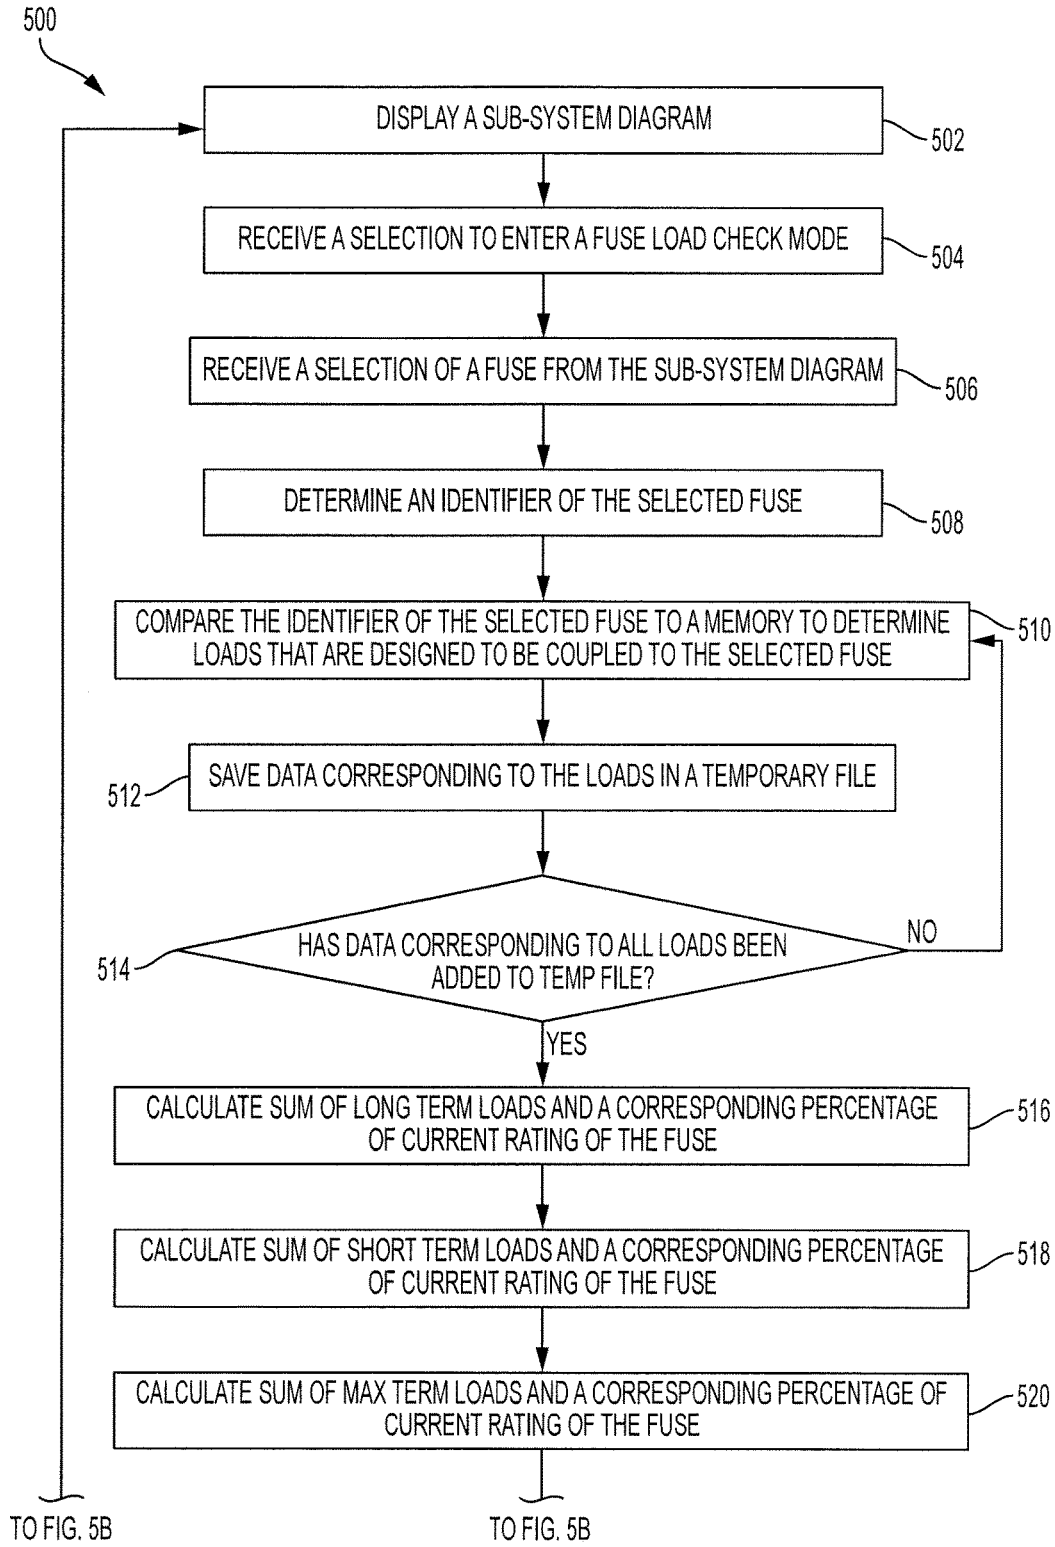 500
DISPLAY A SUB-SYSTEM DIAGRAM
502
RECEIVE A SELECTION TO ENTER A FUSE LOAD CHECK MODE
504
RECEIVE A SELECTION OF A FUSE FROM THE SUB-SYSTEM DIAGRAM
506
DETERMINE AN IDENTIFIER OF THE SELECTED FUSE
508
COMPARE THE IDENTIFIER OF THE SELECTED FUSE TO A MEMORY TO DETERMINE
LOADS THAT ARE DESIGNED TO BE COUPLED TO THE SELECTED FUSE
510
SAVE DATA CORRESPONDING TO THE LOADS IN A TEMPORARY FILE
512
HAS DATA CORRESPONDING TO ALL LOADS BEEN
ADDED TO TEMP FILE?
514
NO
YES
CALCULATE SUM OF LONG TERM LOADS AND A CORRESPONDING PERCENTAGE
OF CURRENT RATING OF THE FUSE
516
CALCULATE SUM OF SHORT TERM LOADS AND A CORRESPONDING PERCENTAGE
OF CURRENT RATING OF THE FUSE
518
CALCULATE SUM OF MAX TERM LOADS AND A CORRESPONDING PERCENTAGE OF
CURRENT RATING OF THE FUSE
520
TO FIG. 5B
TO FIG. 5B